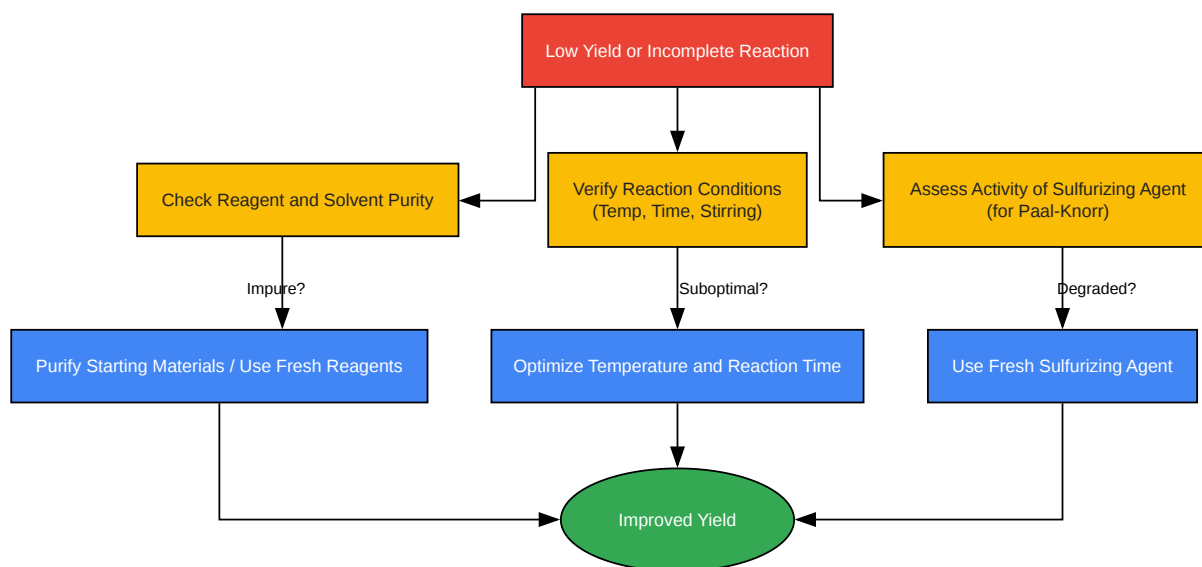 Low Yield or Incomplete Reaction
Check Reagent and Solvent Purity
Verify Reaction Conditions
(Temp, Time, Stirring)
Assess Activity of Sulfurizing Agent
(for Paal-Knorr)
Impure?
Suboptimal?
Degraded?
Purify Starting Materials / Use Fresh Reagents
Optimize Temperature and Reaction Time
Use Fresh Sulfurizing Agent
Improved Yield